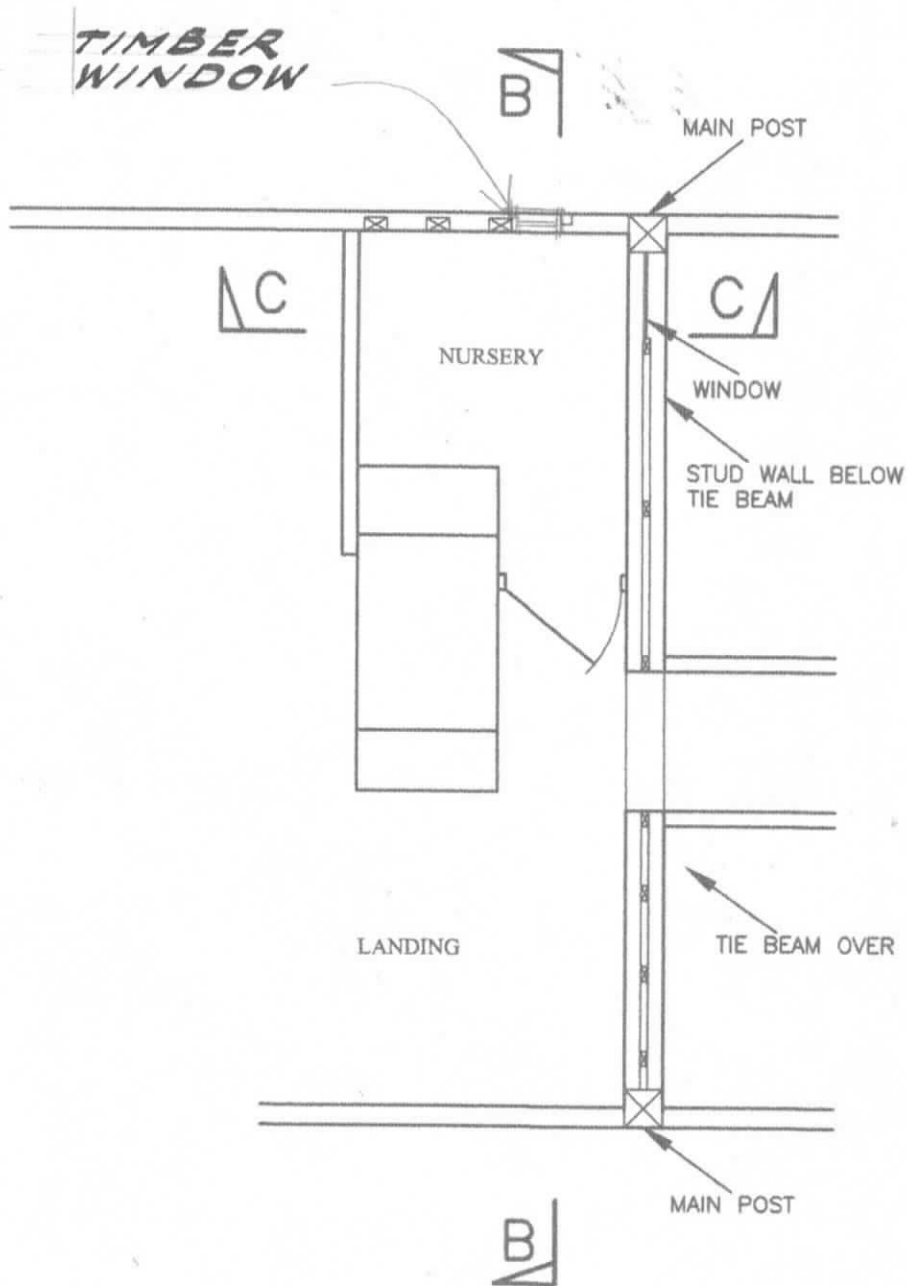 TIMBER
WINDOW
B
MAIN POST
C
C
NURSERY
WINDOW
STUD WALL BELOW
TIE BEAM
LANDING
TIE BEAM OVER
MAIN POST
B